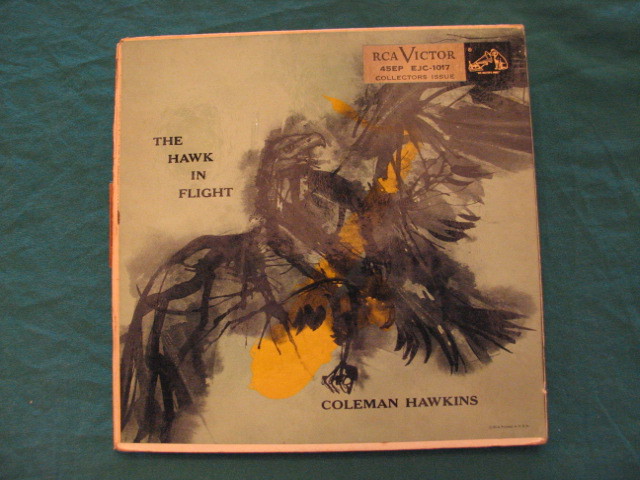 RCA VICTOR
45EP EJC-1017
COLLECTORS ISSUE
THE
HAWK
IN
FLIGHT
COLEMAN HAWKINS